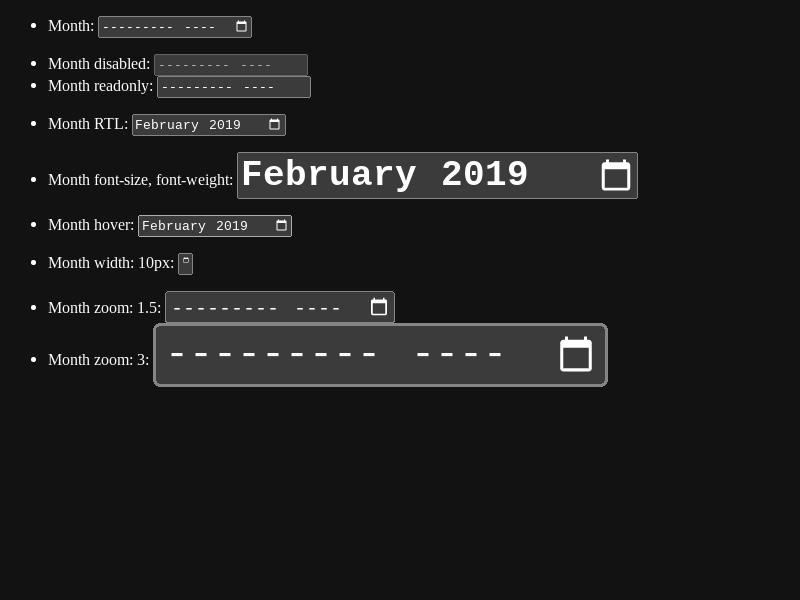 Month: --------- ----
Month disabled: --------- ----
Month readonly: --------- ----
Month RTL: February 2019
Month font-size, font-weight: February 2019
Month hover: February 2019
Month width: 10px:
Month zoom: 1.5: --------- ----
Month zoom: 3: --------- ----